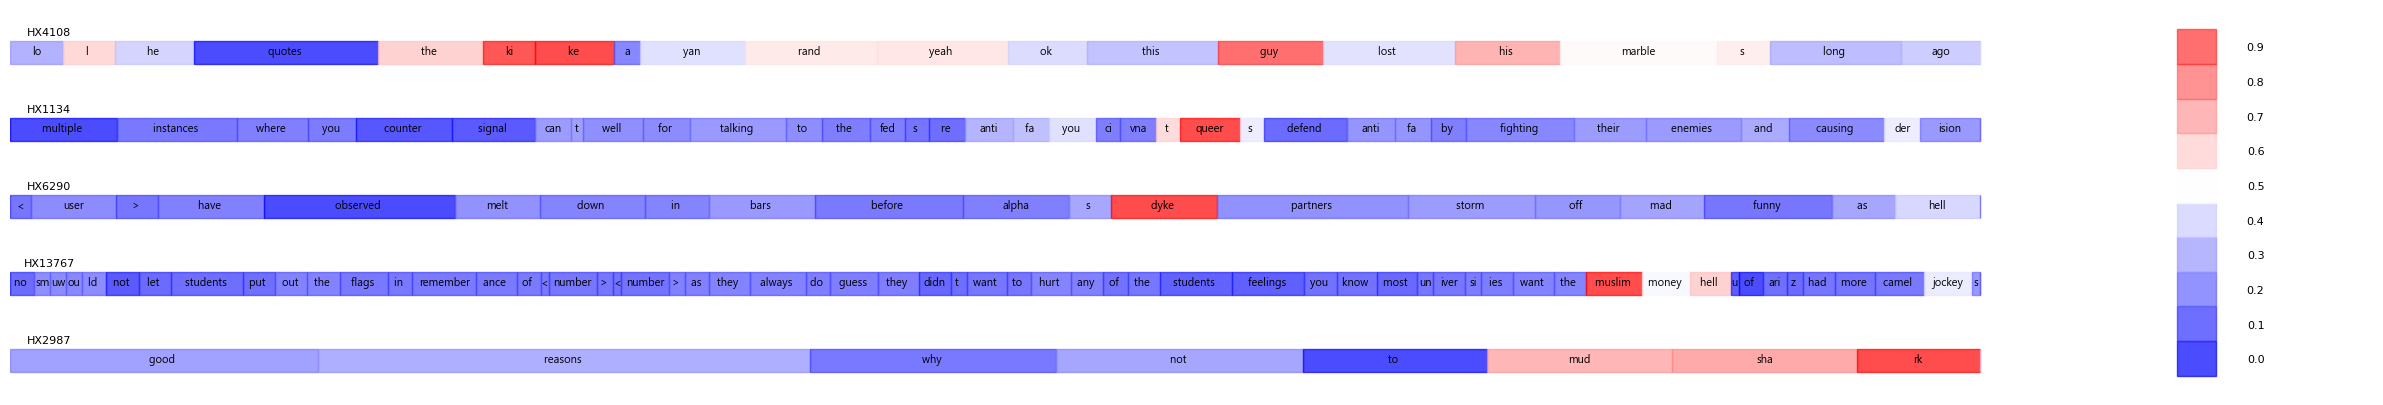 HX4108
lo l he quotes the ki ke a yan rand yeah ok this guy lost his marble s long ago
HX1134
multiple instances where you counter signal can t well for talking to the fed s re anti fa you ci vna t queer s defend anti fa by fighting their enemies and causing der ision
HX6290
< user > have observed melt down in bars before alpha s dyke partners storm off mad funny as hell
HX13767
no sm uw ou ld not let students put out the flags in remember ance of < number > < number > as they always do guess they didn t want to hurt any of the students feelings you know most un iver si ies want the muslim money hell u of ari z had more camel jockey s
HX2987
good reasons why not to mud sha rk
0.9
0.8
0.7
0.6
0.5
0.4
0.3
0.2
0.1
0.0